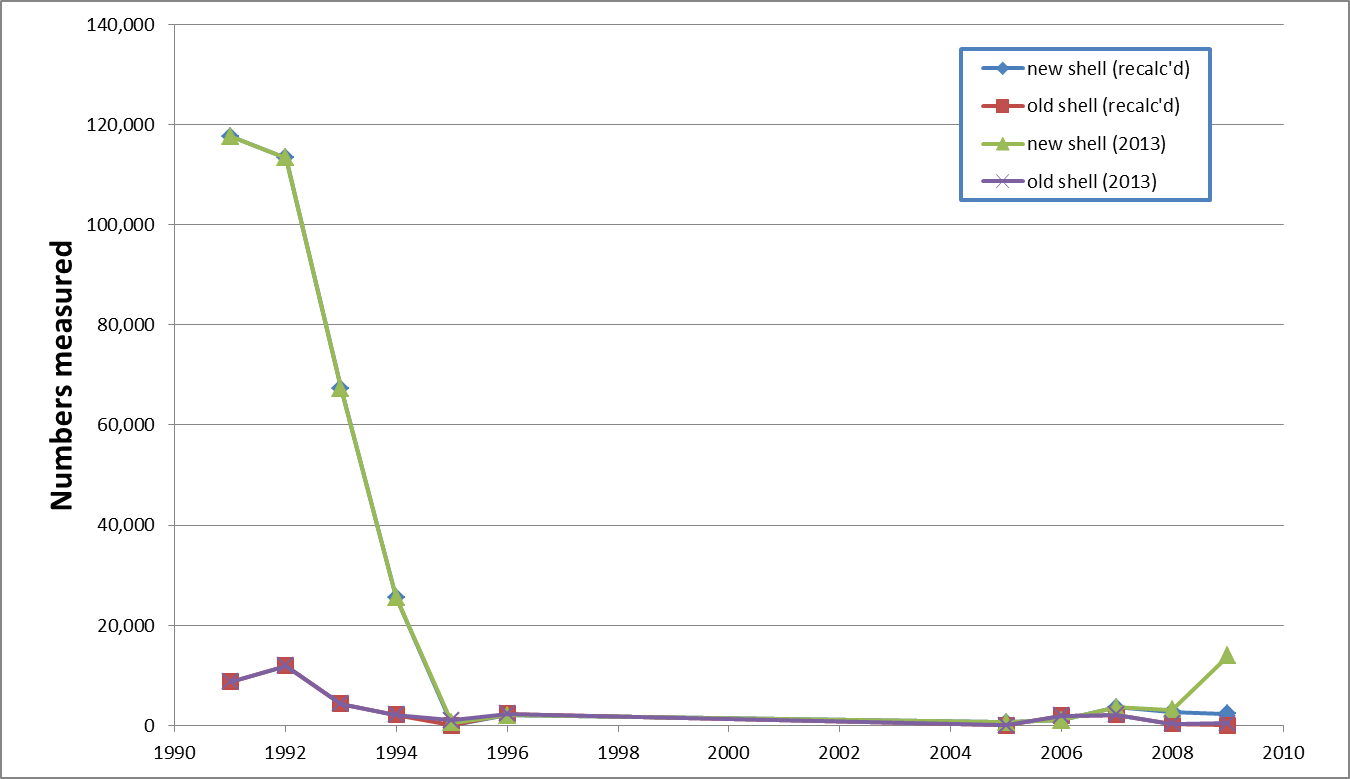 140,000
120,000
100,000
80,000
60,000
40,000
20,000
0
Numbers measured
new shell (recalc'd)
old shell (recalc'd)
new shell (2013)
old shell (2013)
1990 1992 1994 1996 1998 2000 2002 2004 2006 2008 2010